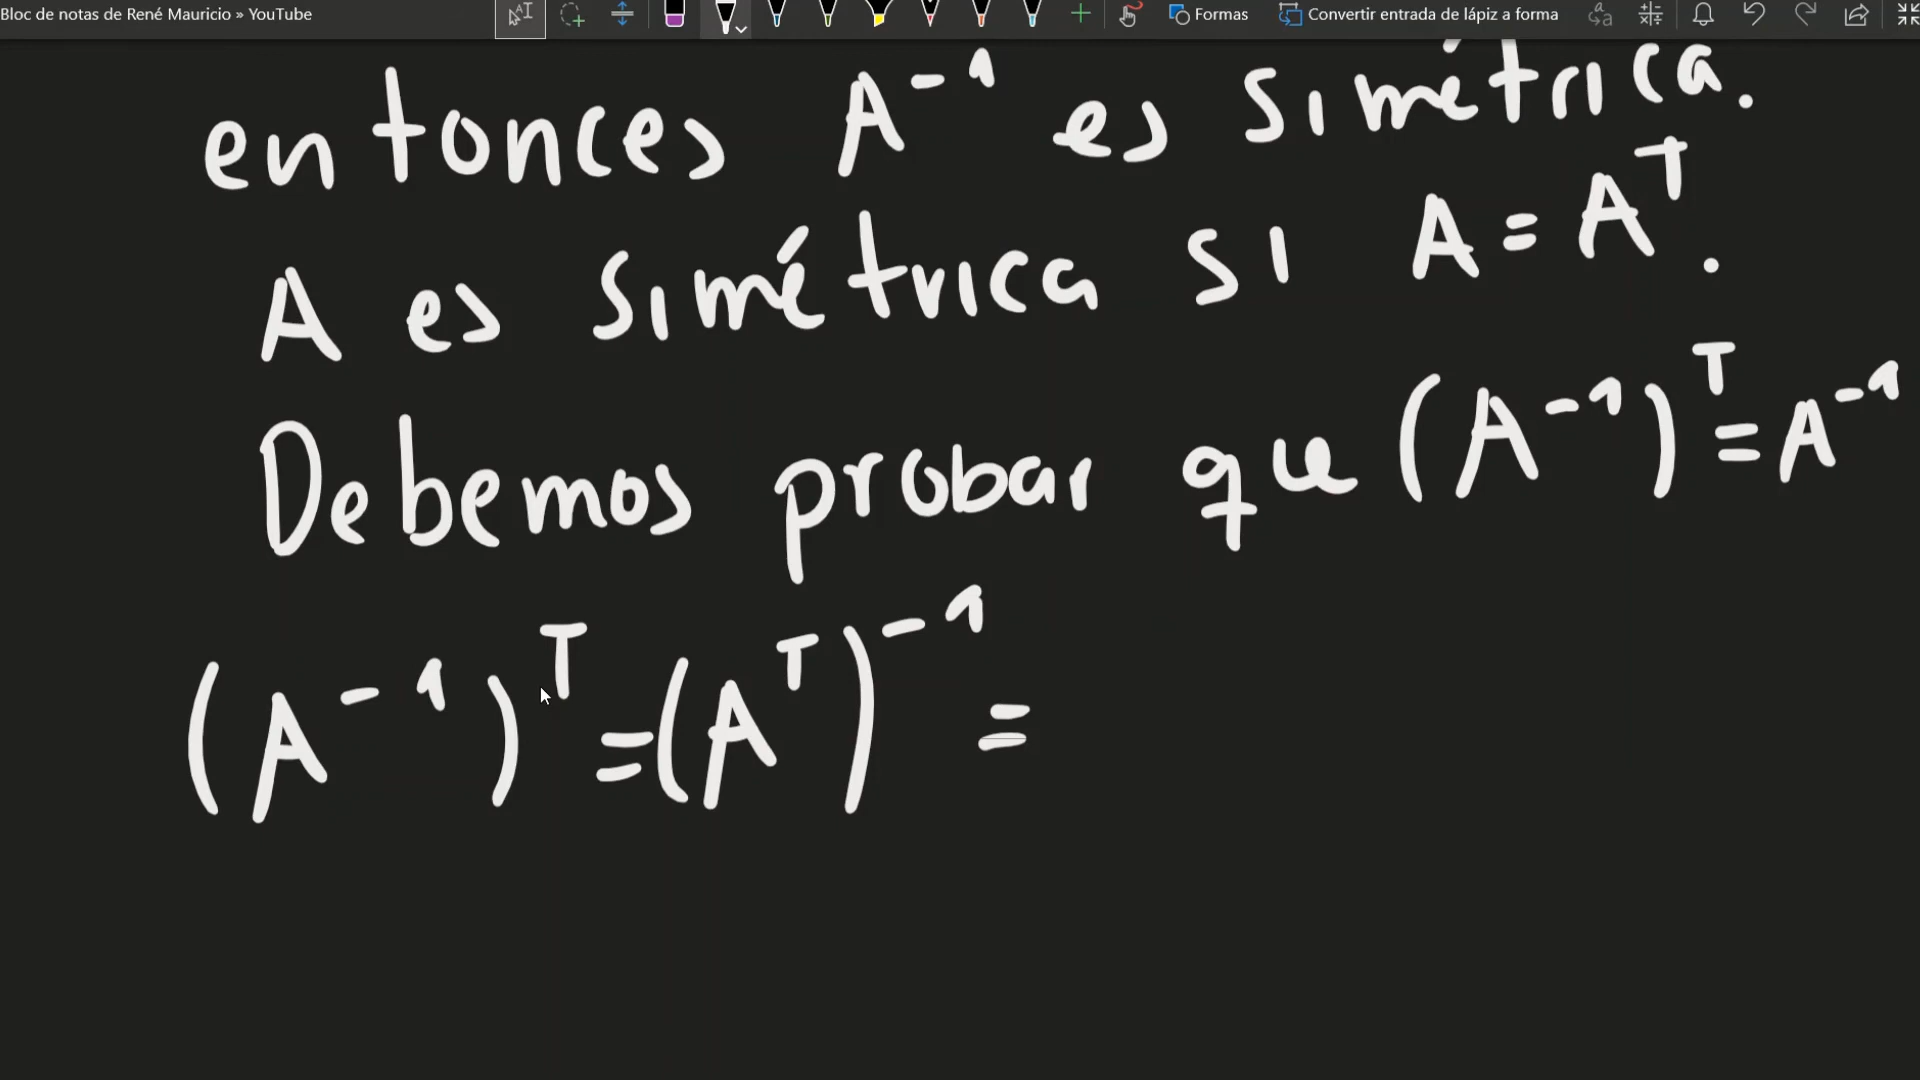 Bloc de notas de René Mauricio » YouTube
Formas
Convertir entrada de lápiz a forma
entonces A⁻¹ es simétrica.
A es simétrica si A = Aᵀ.
Debemos probar que (A⁻¹)ᵀ = A⁻¹
(A⁻¹)ᵀ = (Aᵀ)⁻¹ =